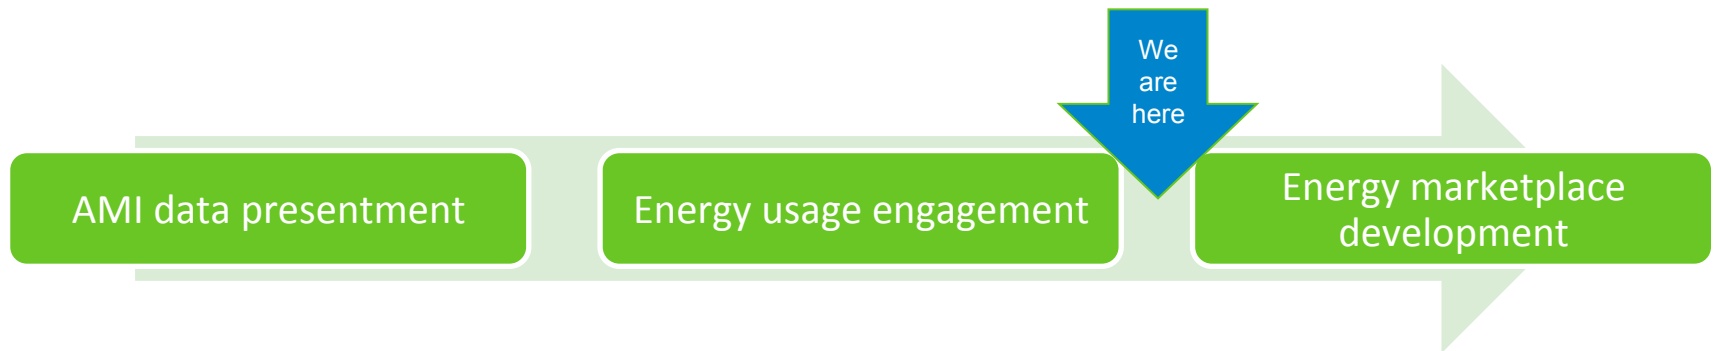 We
are
here
AMI data presentment
Energy usage engagement
Energy marketplace
development